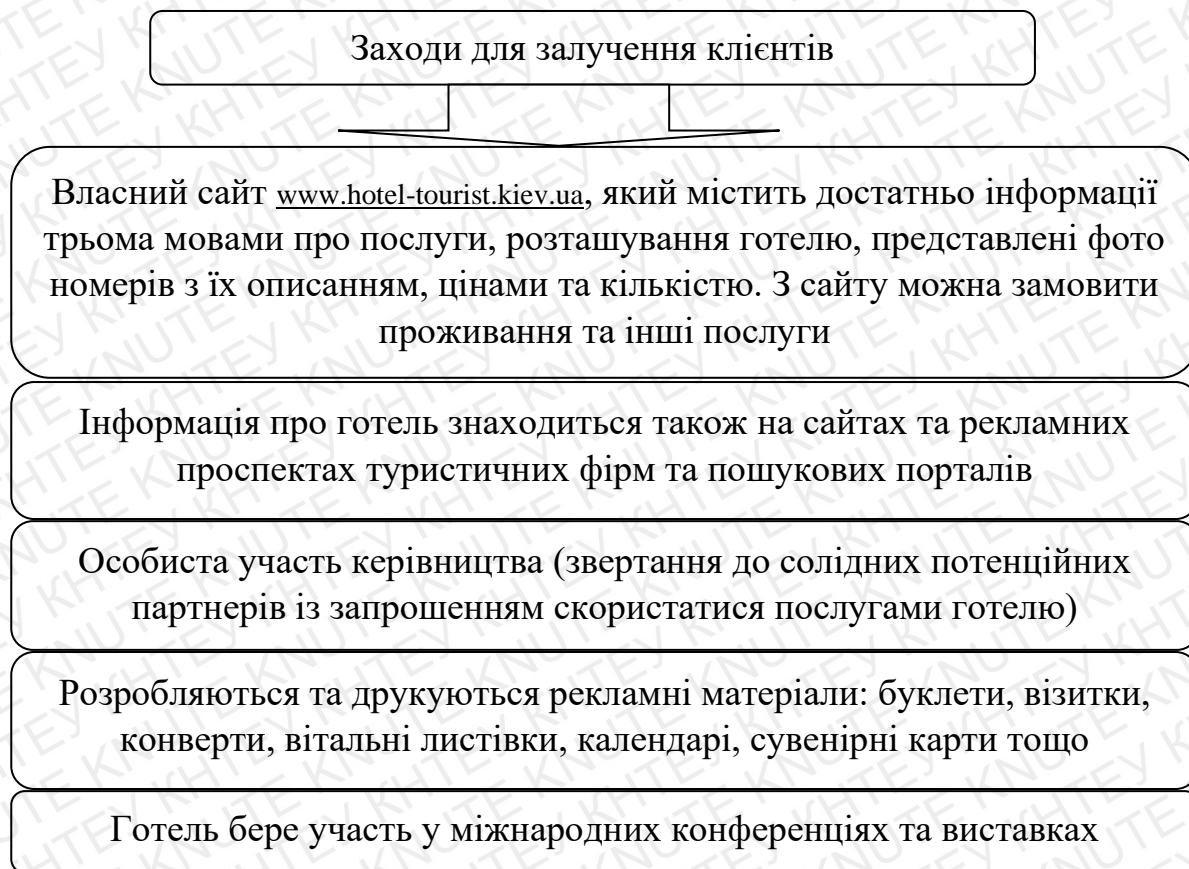 Заходи для залучення клієнтів
Власний сайт www.hotel-tourist.kiev.ua, який містить достатньо інформації
трьома мовами про послуги, розташування готелю, представлені фото
номерів з їх описанням, цінами та кількістю. З сайту можна замовити
проживання та інші послуги
Інформація про готель знаходиться також на сайтах та рекламних
проспектах туристичних фірм та пошукових порталів
Особиста участь керівництва (звертання до солідних потенційних
партнерів із запрошенням скористатися послугами готелю)
Розробляються та друкуються рекламні матеріали: буклети, візитки,
конверти, вітальні листівки, календарі, сувенірні карти тощо
Готель бере участь у міжнародних конференціях та виставках